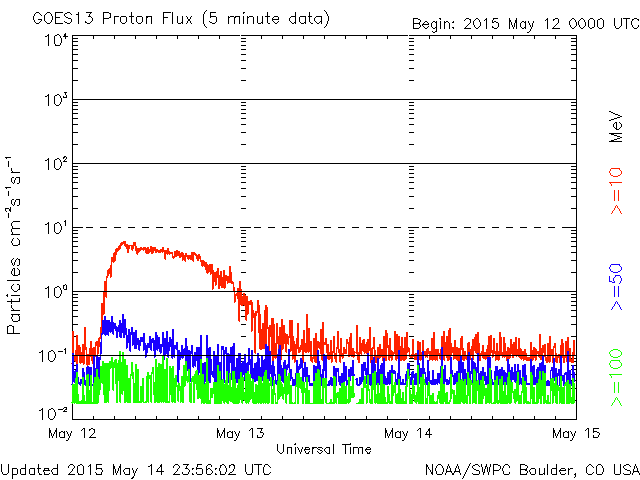 GOES13 Proton Flux (5 minute data)
Begin: 2015 May 12 0000 UTC
Particles cm⁻²s⁻¹sr⁻¹
10⁴
10³
10²
10¹
10⁰
10⁻¹
10⁻²
May 12
May 13
May 14
May 15
Universal Time
MeV
>=10
>=50
>=100
Updated 2015 May 14 23:56:02 UTC
NOAA/SWPC Boulder, CO USA